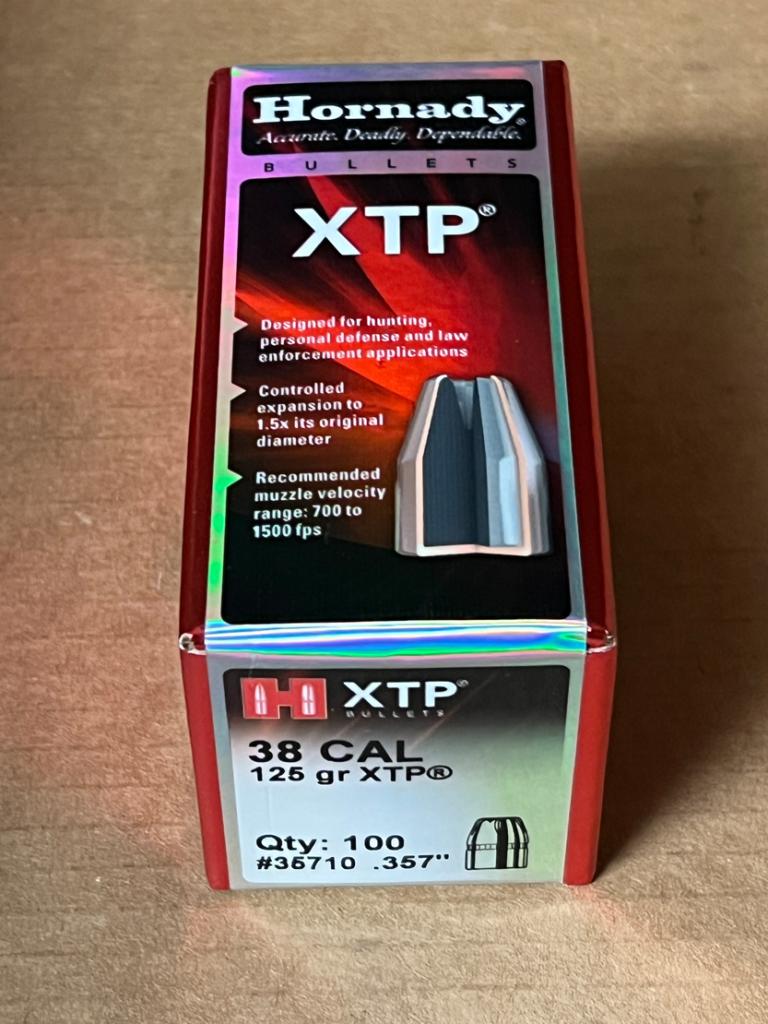 Hornady®
Accurate. Deadly. Dependable.
BULLETS
XTP®
Designed for hunting,
personal defense and law
enforcement applications
Controlled
expansion to
1.5x its original
diameter
Recommended
muzzle velocity
range: 700 to
1500 fps
H XTP®
BULLETS
38 CAL
125 gr XTP®
Qty: 100
#35710 .357"